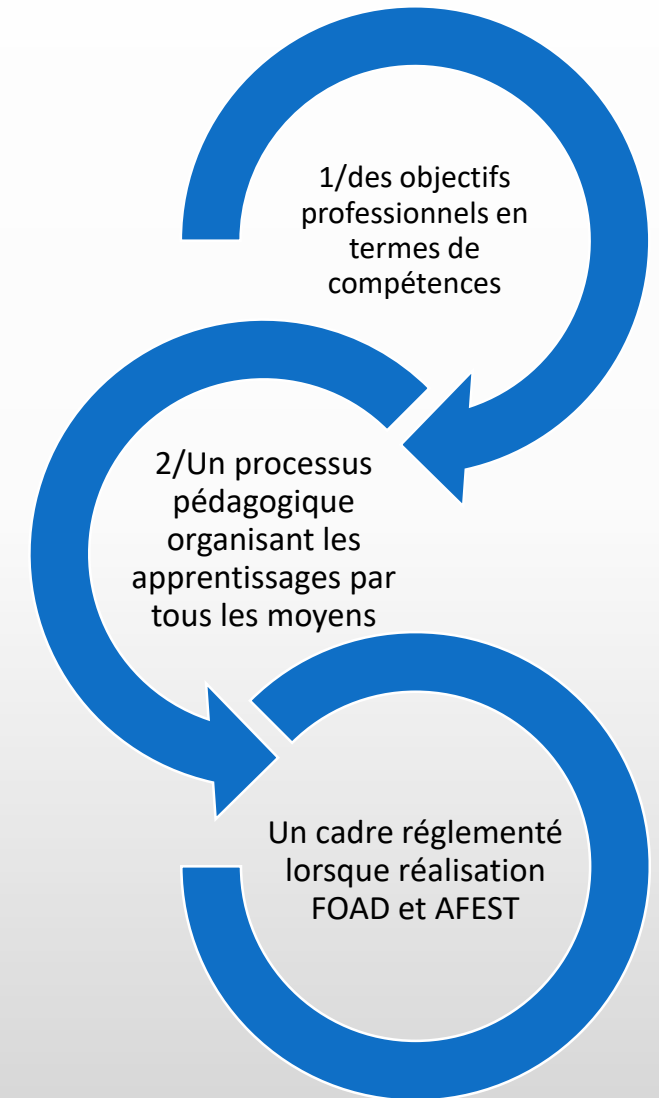 1/des objectifs
professionnels en
termes de
compétences
2/Un processus
pédagogique
organisant les
apprentissages par
tous les moyens
Un cadre réglementé
lorsque réalisation
FOAD et AFEST